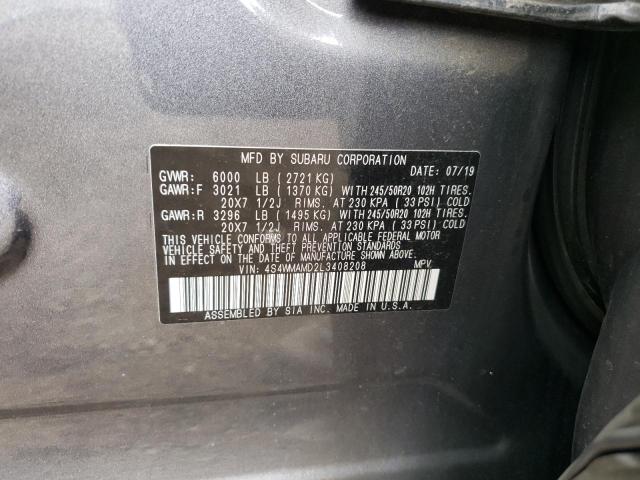 MFD BY SUBARU CORPORATION
GVWR: 6000 LB (2721 KG) DATE: 07/19
GAWR:F 3021 LB (1370 KG) WITH 245/50R20 102H TIRES.
20X7 1/2J RIMS. AT 230 KPA (33 PSI) COLD
GAWR:R 3296 LB (1495 KG) WITH 245/50R20 102H TIRES.
20X7 1/2J RIMS. AT 230 KPA (33 PSI) COLD
THIS VEHICLE CONFORMS TO ALL APPLICABLE FEDERAL MOTOR
VEHICLE SAFETY AND THEFT PREVENTION STANDARDS
IN EFFECT ON THE DATE OF MANUFACTURE SHOWN ABOVE.
VIN: 4S4WMAMD2L3408208 MPV
ASSEMBLED BY SIA INC. MADE IN U.S.A.